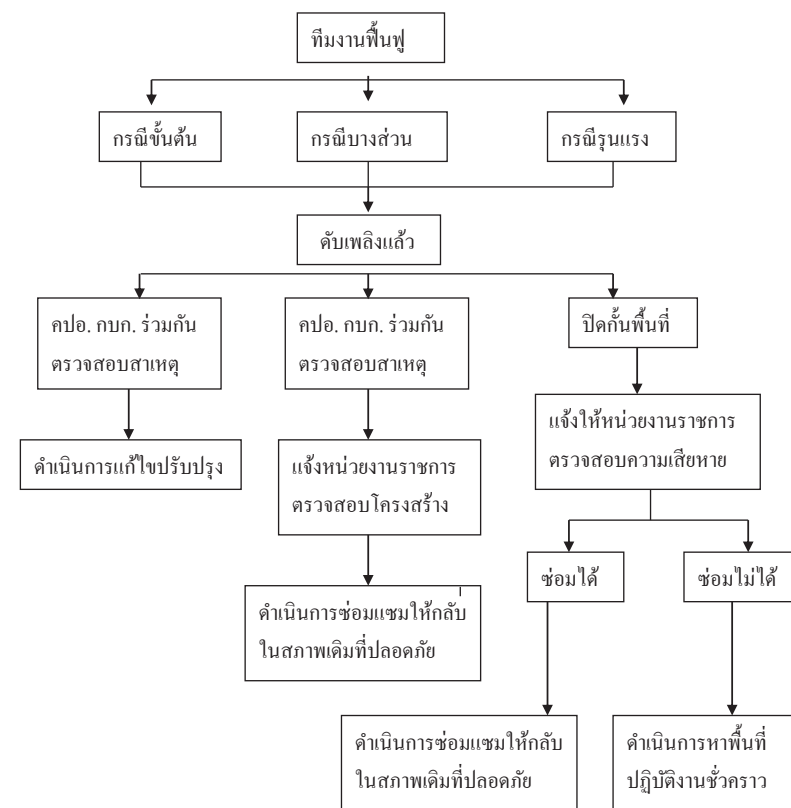 ทีมงานฟื้นฟู
กรณีขั้นต้น
กรณีบางส่วน
กรณีรุนแรง
ดับเพลิงแล้ว
คปอ. กบก. ร่วมกัน
ตรวจสอบสาเหตุ
คปอ. กบก. ร่วมกัน
ตรวจสอบสาเหตุ
ปิดกั้นพื้นที่
ดำเนินการแก้ไขปรับปรุง
แจ้งหน่วยงานราชการ
ตรวจสอบโครงสร้าง
แจ้งให้หน่วยงานราชการ
ตรวจสอบความเสียหาย
ซ่อมได้
ซ่อมไม่ได้
ดำเนินการซ่อมแซมให้กลับ
ในสภาพเดิมที่ปลอดภัย
ดำเนินการซ่อมแซมให้กลับ
ในสภาพเดิมที่ปลอดภัย
ดำเนินการหาพื้นที่
ปฏิบัติงานชั่วคราว